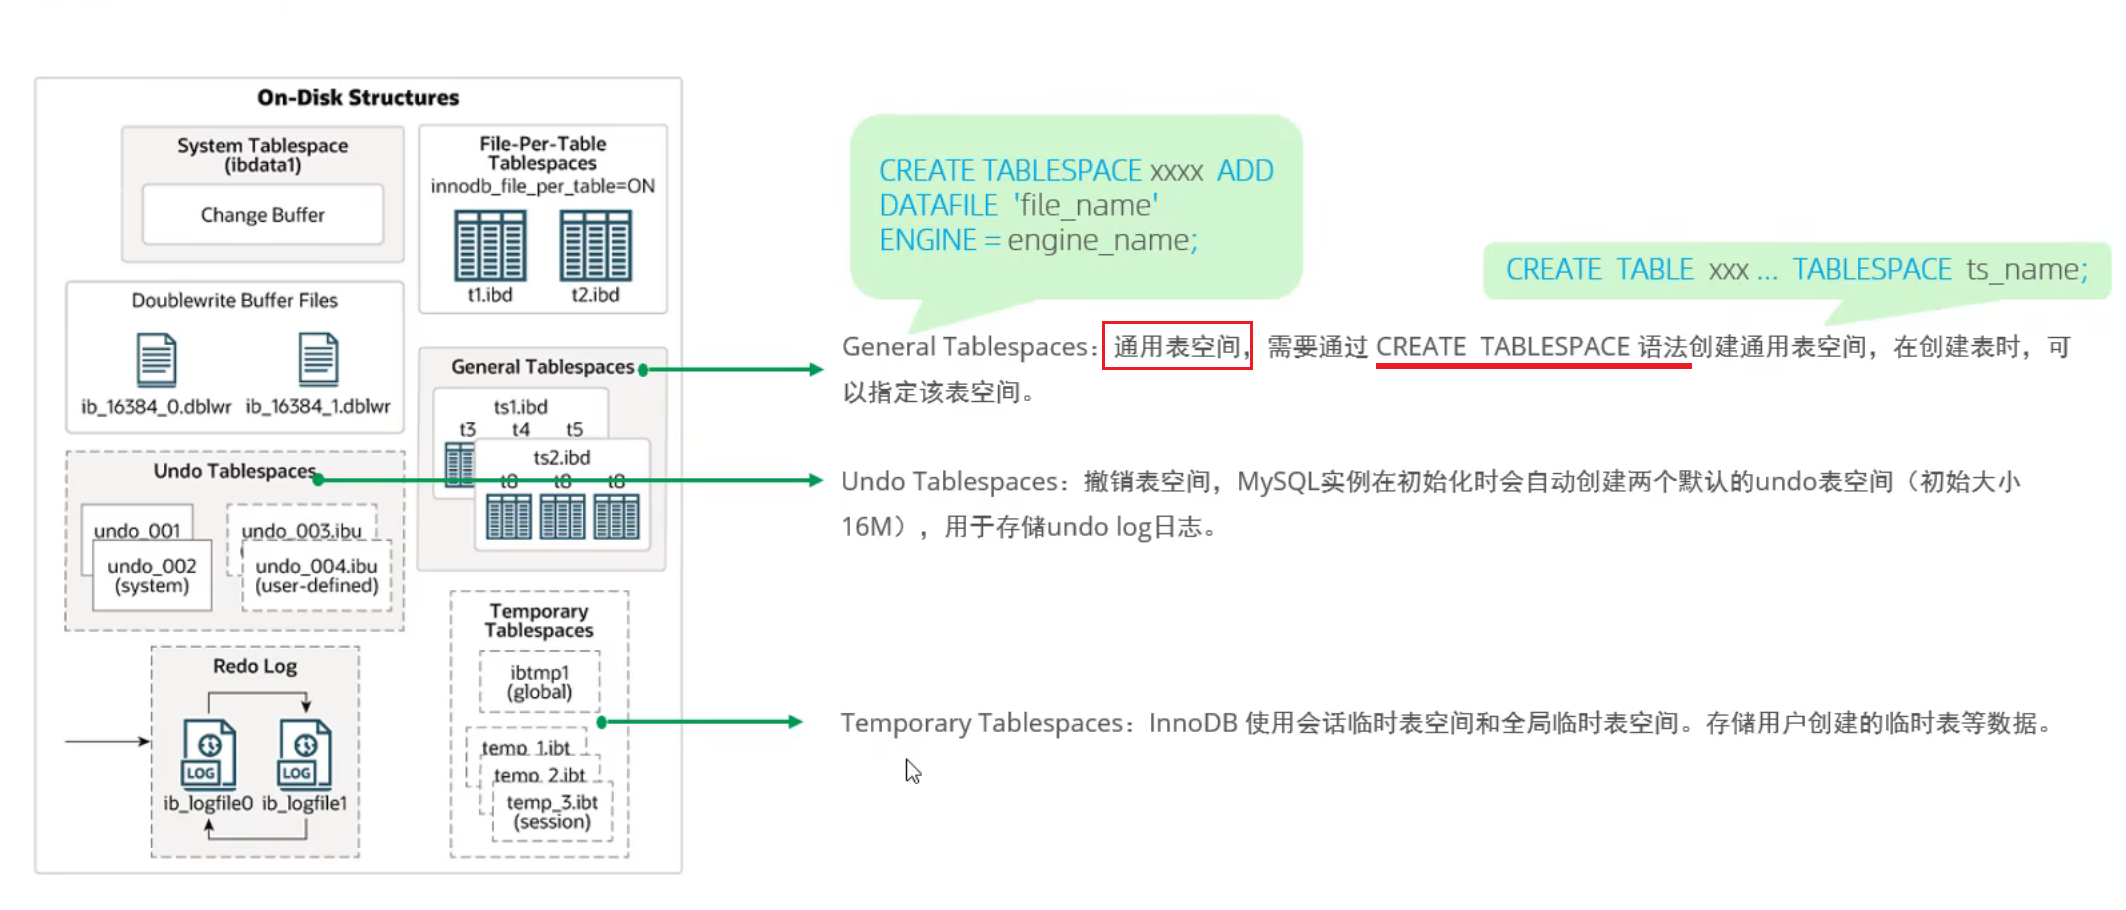 On-Disk Structures
System Tablespace
(ibdata1)
Change Buffer
File-Per-Table
Tablespaces
innodb_file_per_table=ON
t1.ibd t2.ibd
Doublewrite Buffer Files
ib_16384_0.dblwr ib_16384_1.dblwr
General Tablespaces
ts1.ibd
t3 t4 t5
ts2.ibd
t8 t8 t8
Undo Tablespaces
undo_001
undo_002
(system)
undo_003.ibu
undo_004.ibu
(user-defined)
Temporary
Tablespaces
ibtmp1
(global)
temp_1.ibt
temp_2.ibt
temp_3.ibt
(session)
Redo Log
LOG LOG
ib_logfile0 ib_logfile1
CREATE TABLESPACE xxxx ADD
DATAFILE 'file_name'
ENGINE = engine_name;
CREATE TABLE xxx ... TABLESPACE ts_name;
General Tablespaces：通用表空间，需要通过 CREATE TABLESPACE 语法创建通用表空间，在创建表时，可
以指定该表空间。
Undo Tablespaces：撤销表空间，MySQL实例在初始化时会自动创建两个默认的undo表空间（初始大小
16M），用于存储undo log日志。
Temporary Tablespaces：InnoDB 使用会话临时表空间和全局临时表空间。存储用户创建的临时表等数据。